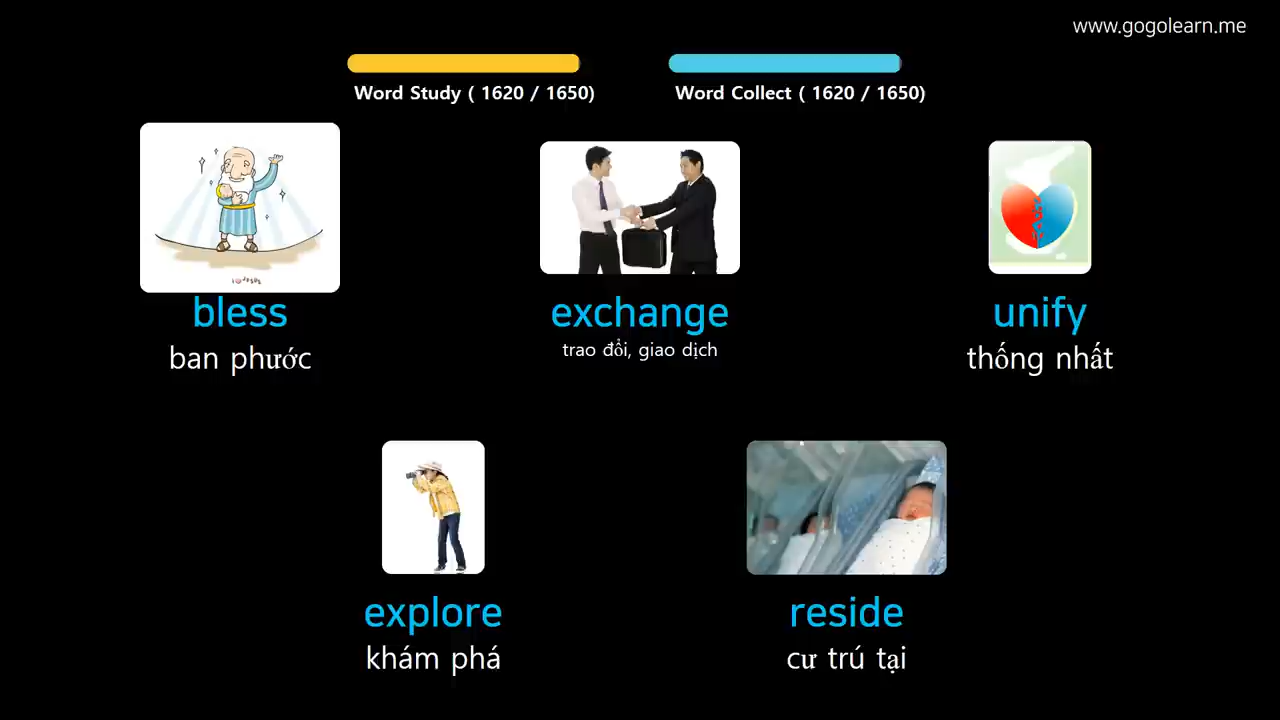 www.gogolearn.me
Word Study ( 1620 / 1650)
Word Collect ( 1620 / 1650)
bless
ban phước
exchange
trao đổi, giao dịch
unify
thống nhất
explore
khám phá
reside
cư trú tại